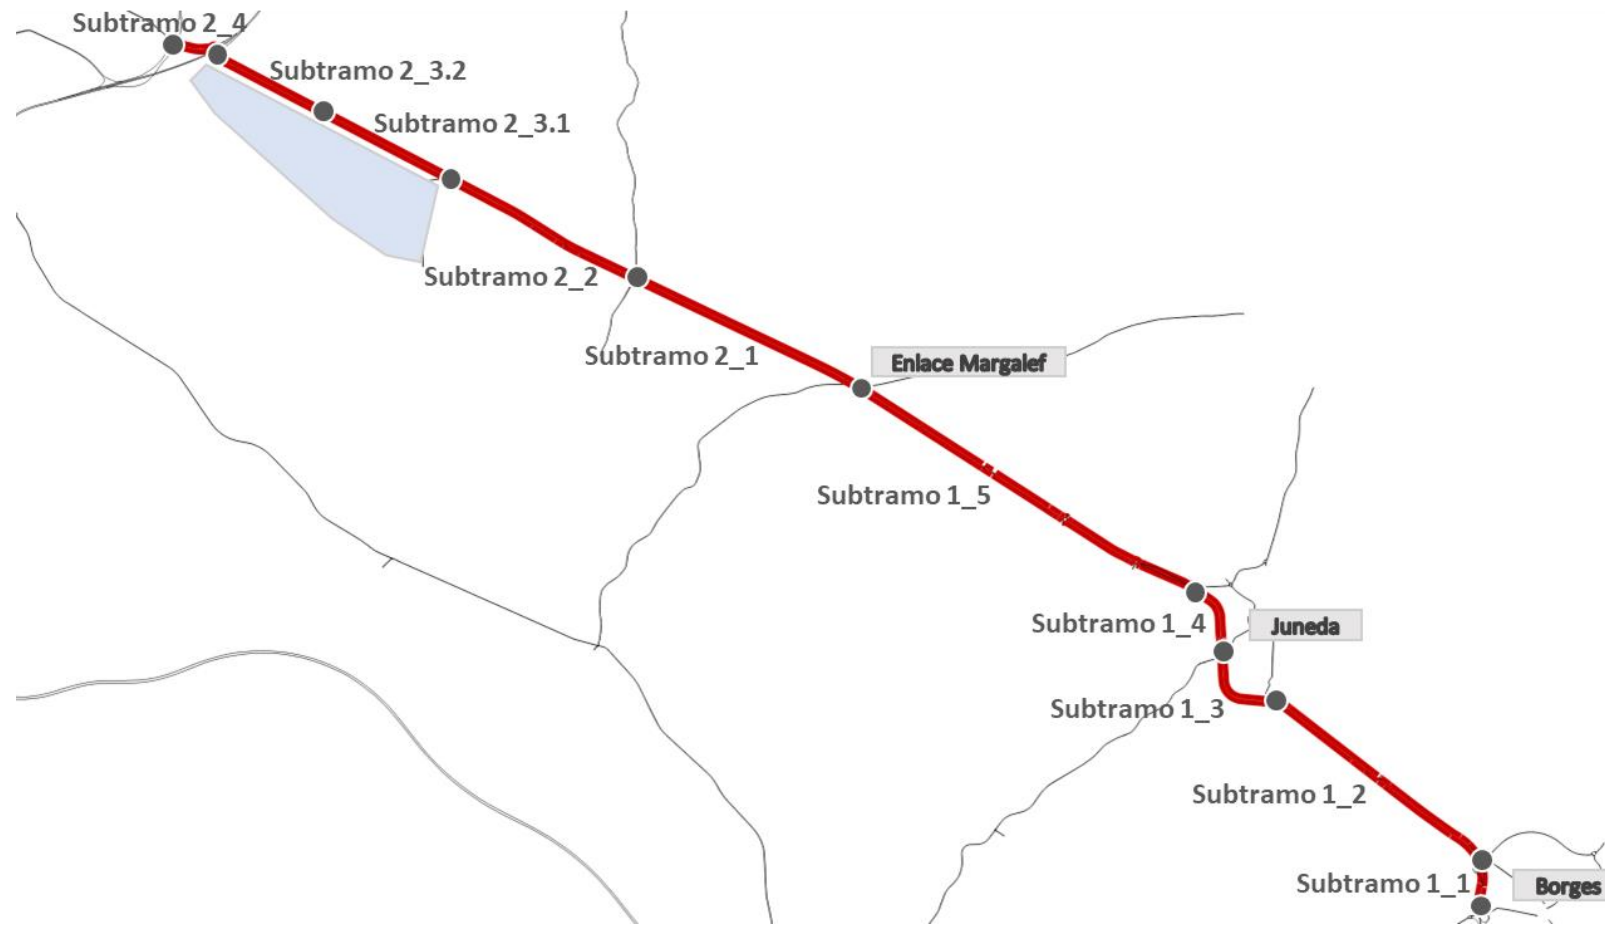 Subtramo 2_4
Subtramo 2_3.2
Subtramo 2_3.1
Subtramo 2_2
Subtramo 2_1
Enlace Margalef
Subtramo 1_5
Subtramo 1_4
Juneda
Subtramo 1_3
Subtramo 1_2
Subtramo 1_1
Borges